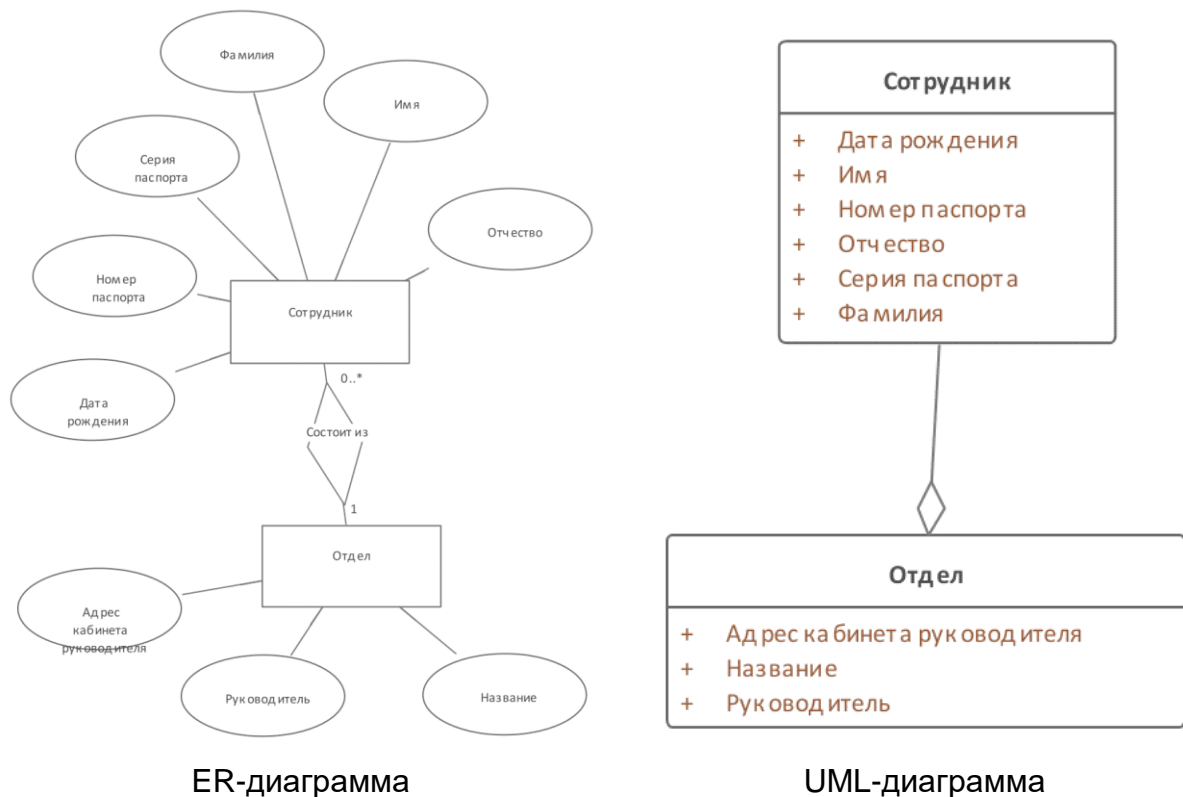 Фамилия
Имя
Серия
паспорта
Отчество
Номер
паспорта
Сотрудник
Дата
рождения
0..*
Состоит из
1
Отдел
Адрес
кабинета
руководителя
Руководитель
Название
ER-диаграмма
Сотрудник
+ Дата рождения
+ Имя
+ Номер паспорта
+ Отчество
+ Серия паспорта
+ Фамилия
Отдел
+ Адрес кабинета руководителя
+ Название
+ Руководитель
UML-диаграмма